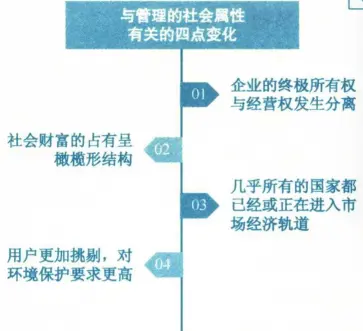 与管理的社会属性
有关的四点变化
01
企业的终极所有权
与经营权发生分离
02
社会财富的占有呈
橄榄形结构
03
几乎所有的国家都
已经或正在进入市
场经济轨道
04
用户更加挑剔，对
环境保护要求更高